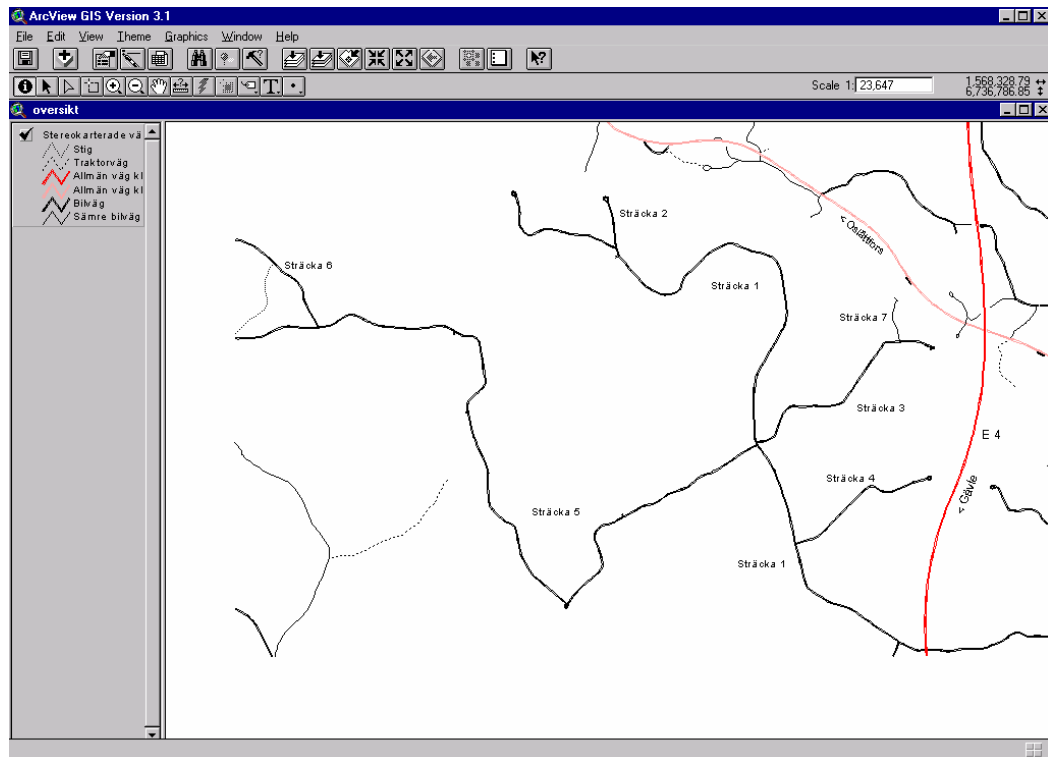 ArcView GIS Version 3.1
File Edit View Theme Graphics Window Help
Scale 1: 23,647
1,568,328.79
6,736,786.85
oversikt
Stereokarterade vä
Stig
Traktorväg
Allmän väg kl
Allmän väg kl
Bilväg
Sämre bilväg
Sträcka 2
< Oslättfors
Sträcka 6
Sträcka 1
Sträcka 7
Sträcka 3
E 4
Sträcka 4
< Gävle
Sträcka 5
Sträcka 1